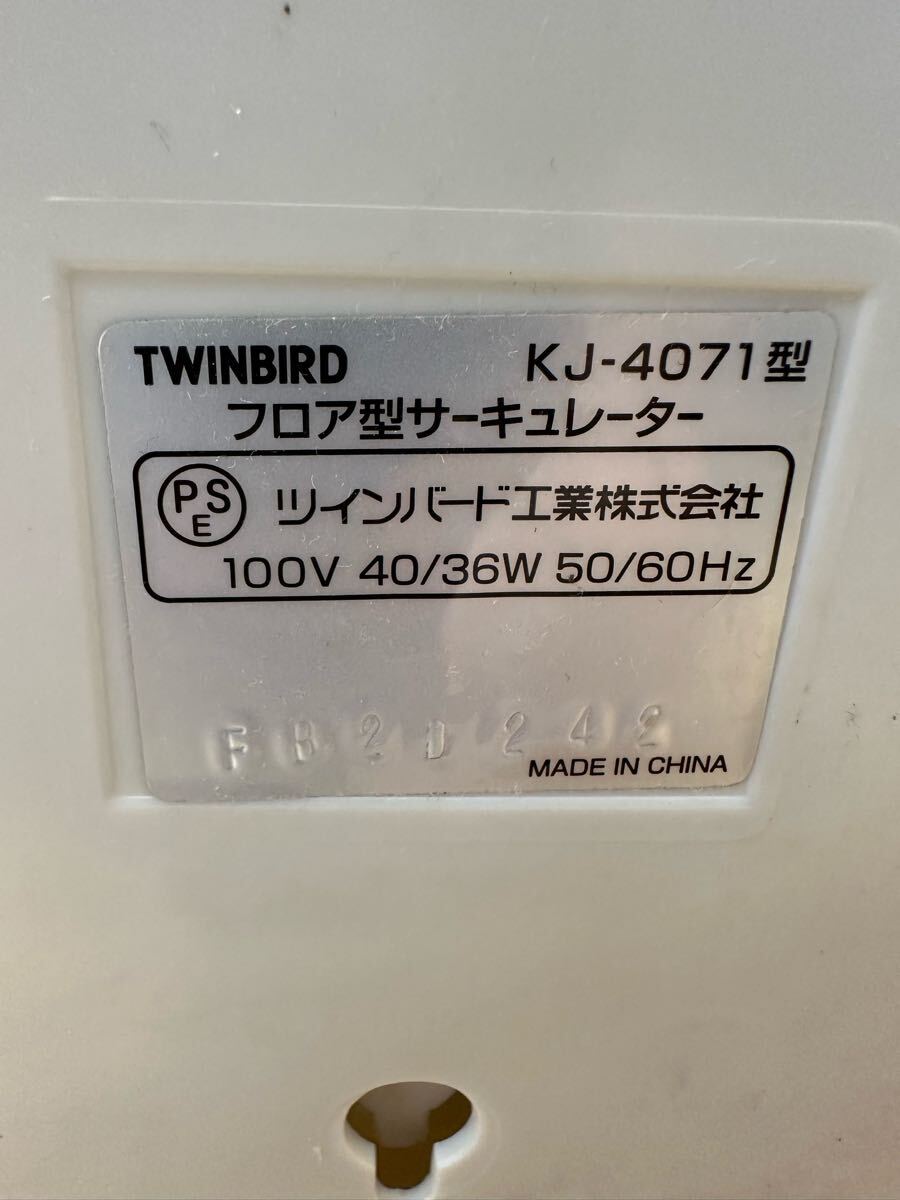 TWINBIRD KJ-4071型
フロア型サーキュレーター
PSE ツインバード工業株式会社
100V 40/36W 50/60Hz
FB2D242
MADE IN CHINA